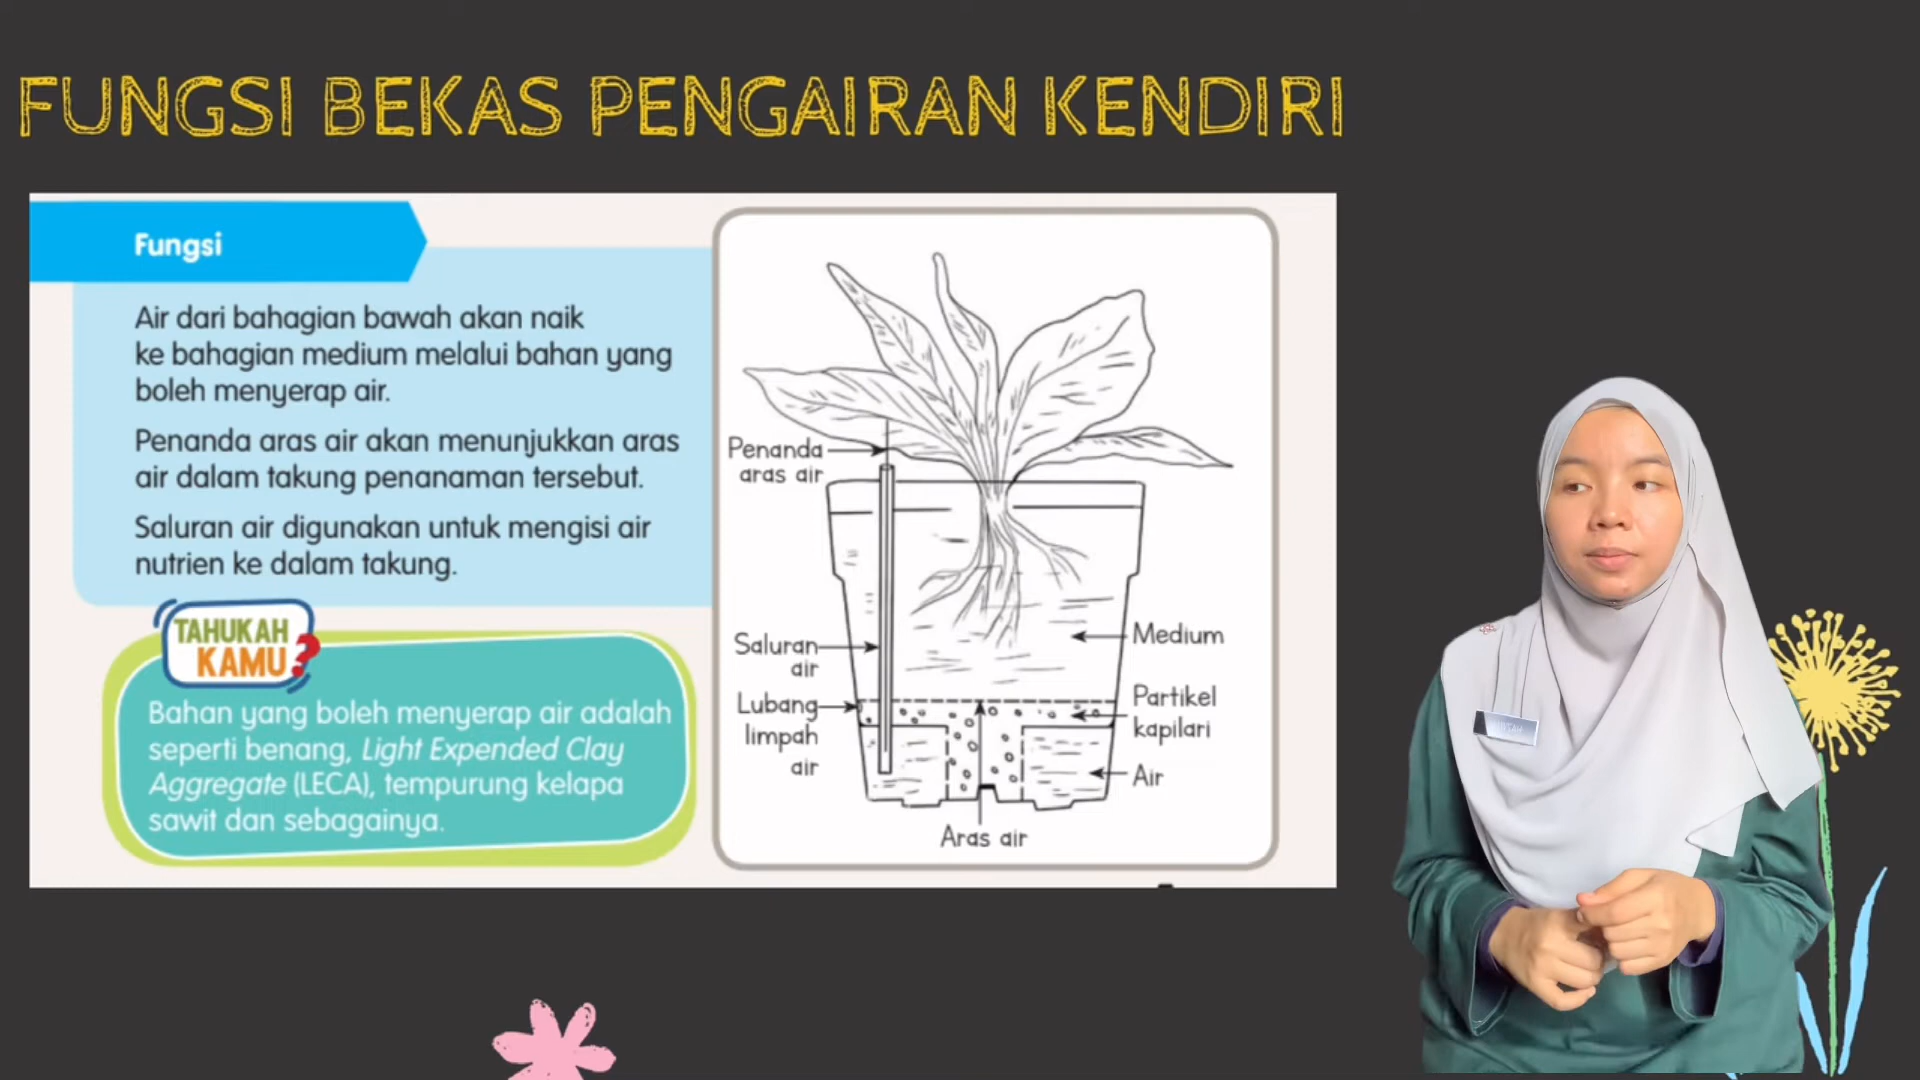 FUNGSI BEKAS PENGAIRAN KENDIRI
Fungsi
Air dari bahagian bawah akan naik
ke bahagian medium melalui bahan yang
boleh menyerap air.
Penanda aras air akan menunjukkan aras
air dalam takung penanaman tersebut.
Saluran air digunakan untuk mengisi air
nutrien ke dalam takung.
TAHUKAH
KAMU?
Bahan yang boleh menyerap air adalah
seperti benang, Light Expended Clay
Aggregate (LECA), tempurung kelapa
sawit dan sebagainya.
Penanda
aras air
Saluran
air
Lubang
limpah
air
Medium
Partikel
kapilari
Air
Aras air